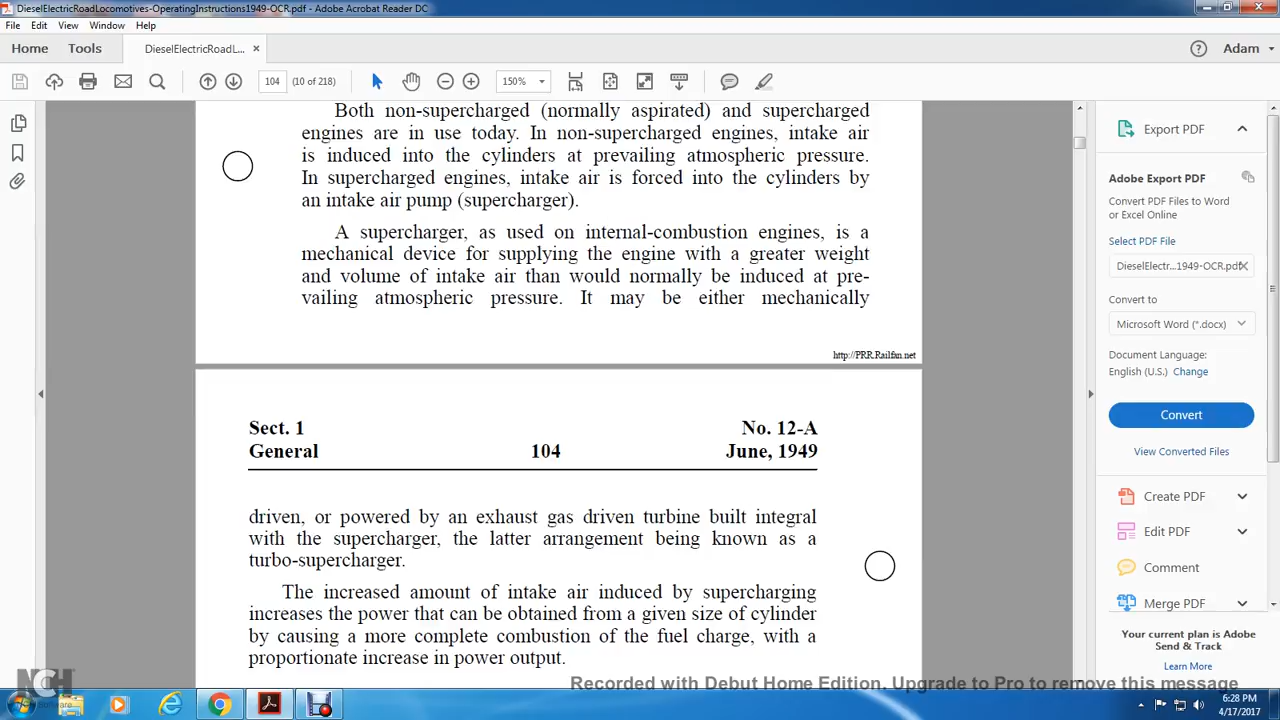 DieselElectricRoadLocomotives-OperatingInstructions1949-OCR.pdf - Adobe Acrobat Reader DC
File Edit View Window Help
Home Tools DieselElectricRoadL... × Adam
104 (10 of 218) 150%
Both non-supercharged (normally aspirated) and supercharged
engines are in use today. In non-supercharged engines, intake air
is induced into the cylinders at prevailing atmospheric pressure.
In supercharged engines, intake air is forced into the cylinders by
an intake air pump (supercharger).
A supercharger, as used on internal-combustion engines, is a
mechanical device for supplying the engine with a greater weight
and volume of intake air than would normally be induced at pre-
vailing atmospheric pressure. It may be either mechanically
http://PRR.Railfan.net
Sect. 1 No. 12-A
General 104 June, 1949
driven, or powered by an exhaust gas driven turbine built integral
with the supercharger, the latter arrangement being known as a
turbo-supercharger.
The increased amount of intake air induced by supercharging
increases the power that can be obtained from a given size of cylinder
by causing a more complete combustion of the fuel charge, with a
proportionate increase in power output.
Export PDF
Adobe Export PDF
Convert PDF Files to Word
or Excel Online
Select PDF File
DieselElectr...1949-OCR.pdf
Convert to
Microsoft Word (*.docx)
Document Language:
English (U.S.) Change
Convert
View Converted Files
Create PDF
Edit PDF
Comment
Merge PDF
Your current plan is Adobe
Send & Track
Learn More
NCH
Recorded with Debut Home Edition. Upgrade to Pro to remove this message
6:28 PM
4/17/2017